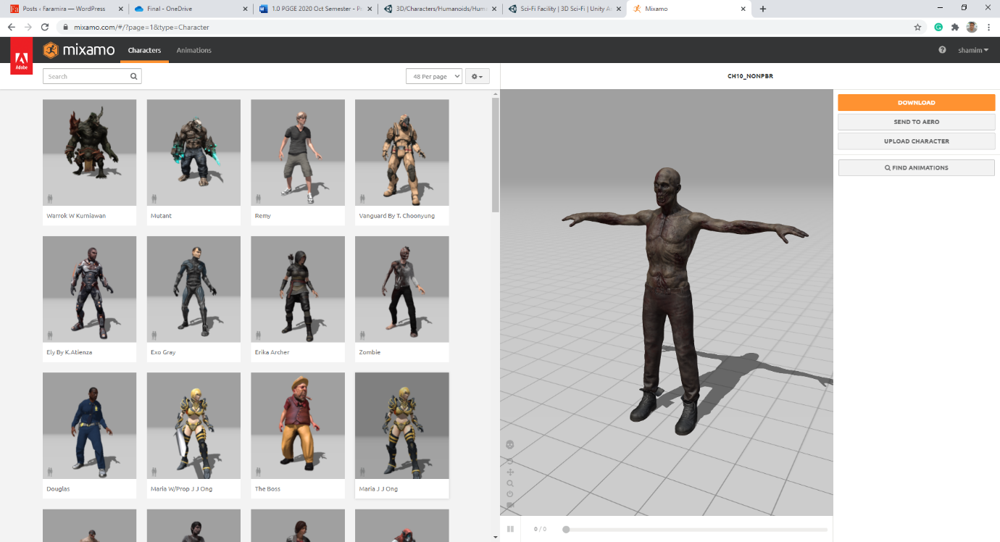 Posts ‹ Faramira — WordPress
Final - OneDrive
1.0 PGGE 2020 Oct Semester - Pr
3D/Characters/Humanoids/Huma
Sci-Fi Facility | 3D Sci-Fi | Unity A
Mixamo
mixamo.com/#/?page=1&type=Character
Adobe
mixamo
Characters
Animations
shamim
Search
48 Per page
CH10_NONPBR
DOWNLOAD
SEND TO AERO
UPLOAD CHARACTER
FIND ANIMATIONS
Warrok W Kurniawan
Mutant
Remy
Vanguard By T. Choonyung
Ely By K.Atienza
Exo Gray
Erika Archer
Zombie
Douglas
Maria W/Prop J J Ong
The Boss
Maria J J Ong
0 / 0